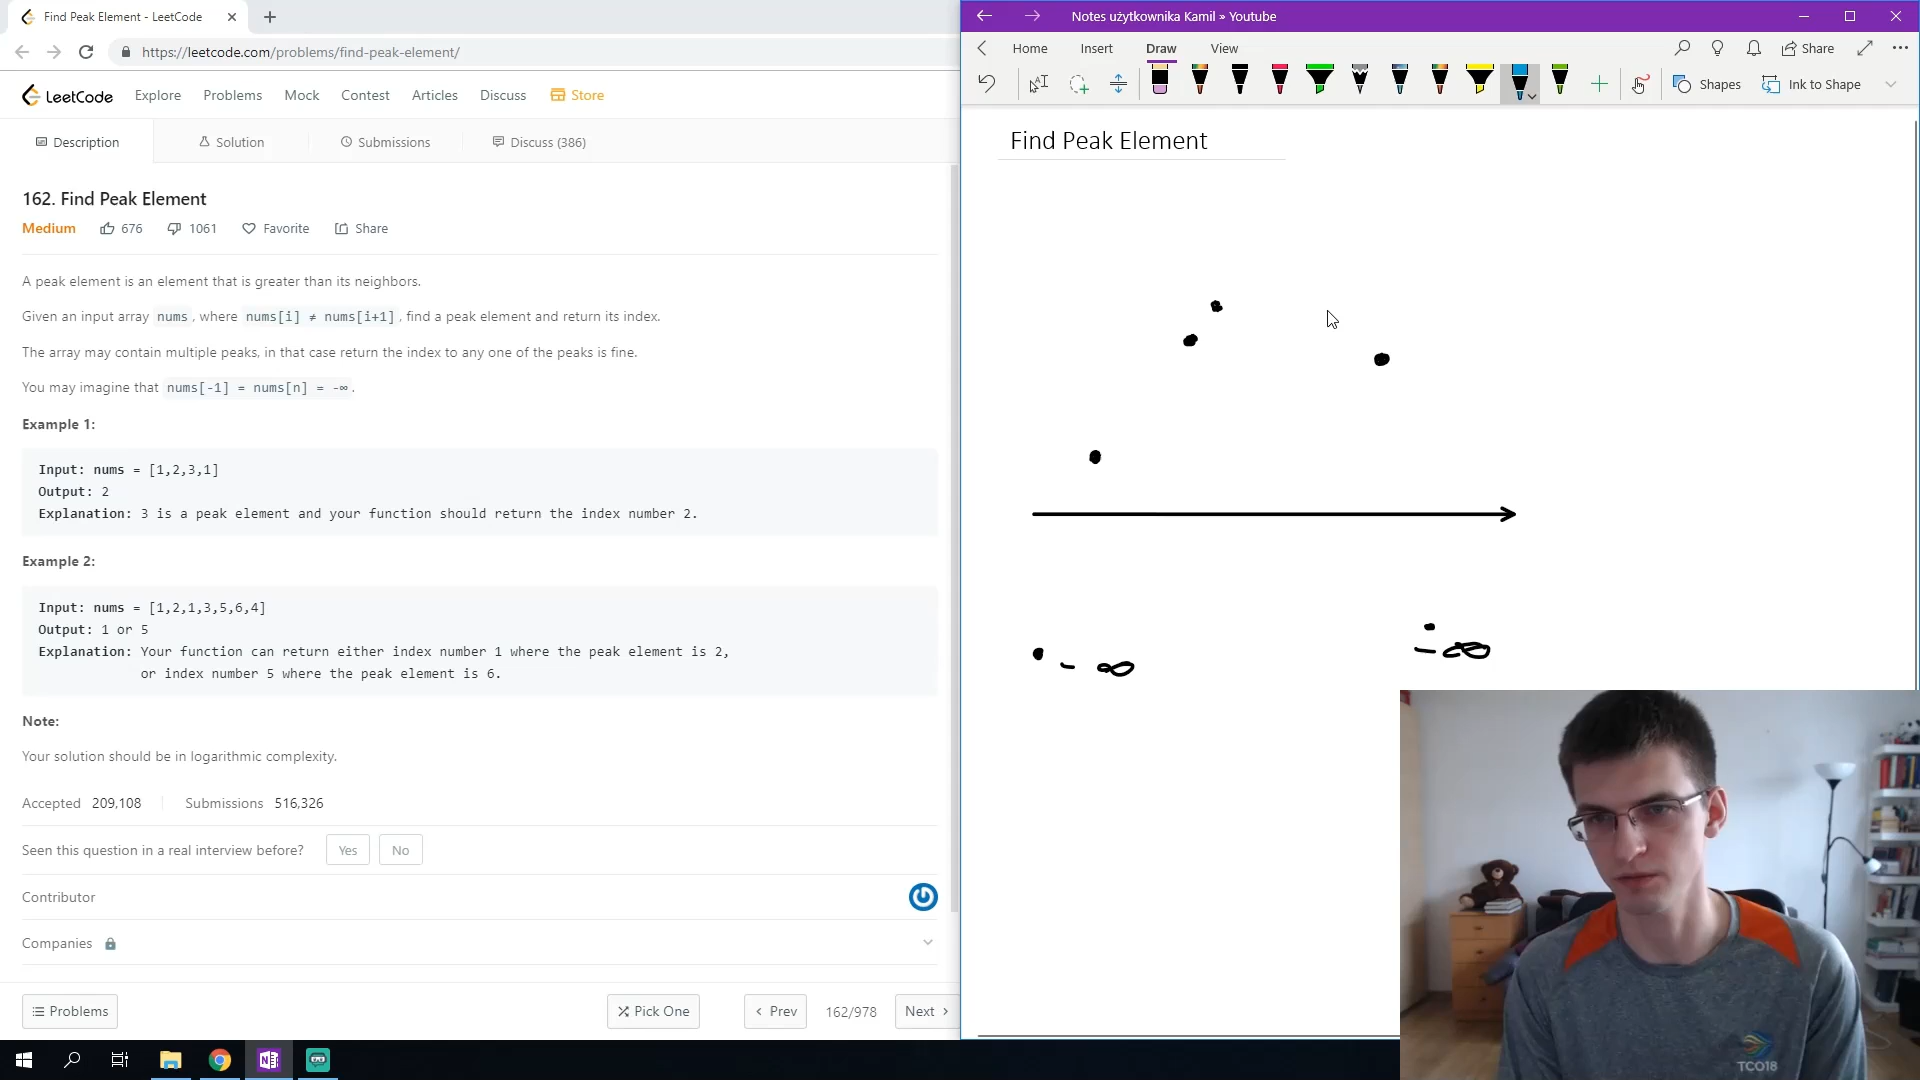 Find Peak Element - LeetCode
Notes użytkownika Kamil » Youtube
https://leetcode.com/problems/find-peak-element/
Home Insert Draw View Share
Shapes Ink to Shape
LeetCode Explore Problems Mock Contest Articles Discuss Store
Description Solution Submissions Discuss (386)
Find Peak Element
162. Find Peak Element
Medium 676 1061 Favorite Share
A peak element is an element that is greater than its neighbors.
Given an input array nums, where nums[i] ≠ nums[i+1], find a peak element and return its index.
The array may contain multiple peaks, in that case return the index to any one of the peaks is fine.
You may imagine that nums[-1] = nums[n] = -∞.
Example 1:
Input: nums = [1,2,3,1]
Output: 2
Explanation: 3 is a peak element and your function should return the index number 2.
Example 2:
Input: nums = [1,2,1,3,5,6,4]
Output: 1 or 5
Explanation: Your function can return either index number 1 where the peak element is 2,
or index number 5 where the peak element is 6.
- ∞
- ∞
Note:
Your solution should be in logarithmic complexity.
Accepted 209,108 Submissions 516,326
Seen this question in a real interview before? Yes No
Contributor
Companies
Problems Pick One Prev 162/978 Next
TCO18